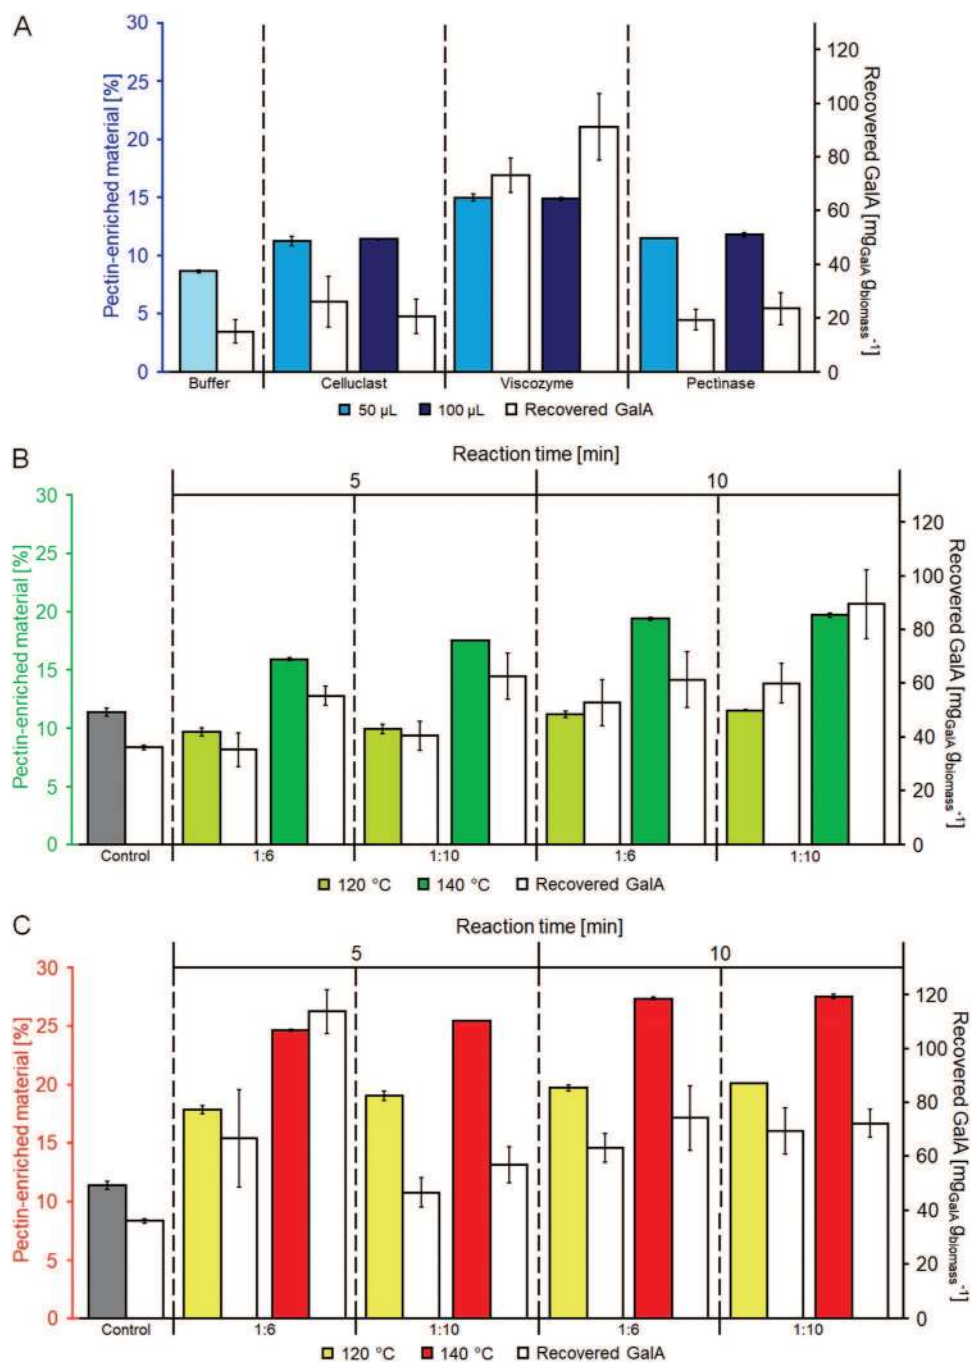 A
Pectin-enriched material [%]
30
25
20
15
10
5
0
Recovered GalA [mgGalA gbiomass-1]
120
100
80
60
40
20
0
Buffer Celluclast Viscozyme Pectinase
50 µL 100 µL Recovered GalA
B
Reaction time [min]
5 10
Pectin-enriched material [%]
30
25
20
15
10
5
0
Recovered GalA [mgGalA gbiomass-1]
120
100
80
60
40
20
0
Control 1:6 1:10 1:6 1:10
120 °C 140 °C Recovered GalA
C
Reaction time [min]
5 10
Pectin-enriched material [%]
30
25
20
15
10
5
0
Recovered GalA [mgGalA gbiomass-1]
120
100
80
60
40
20
0
Control 1:6 1:10 1:6 1:10
120 °C 140 °C Recovered GalA